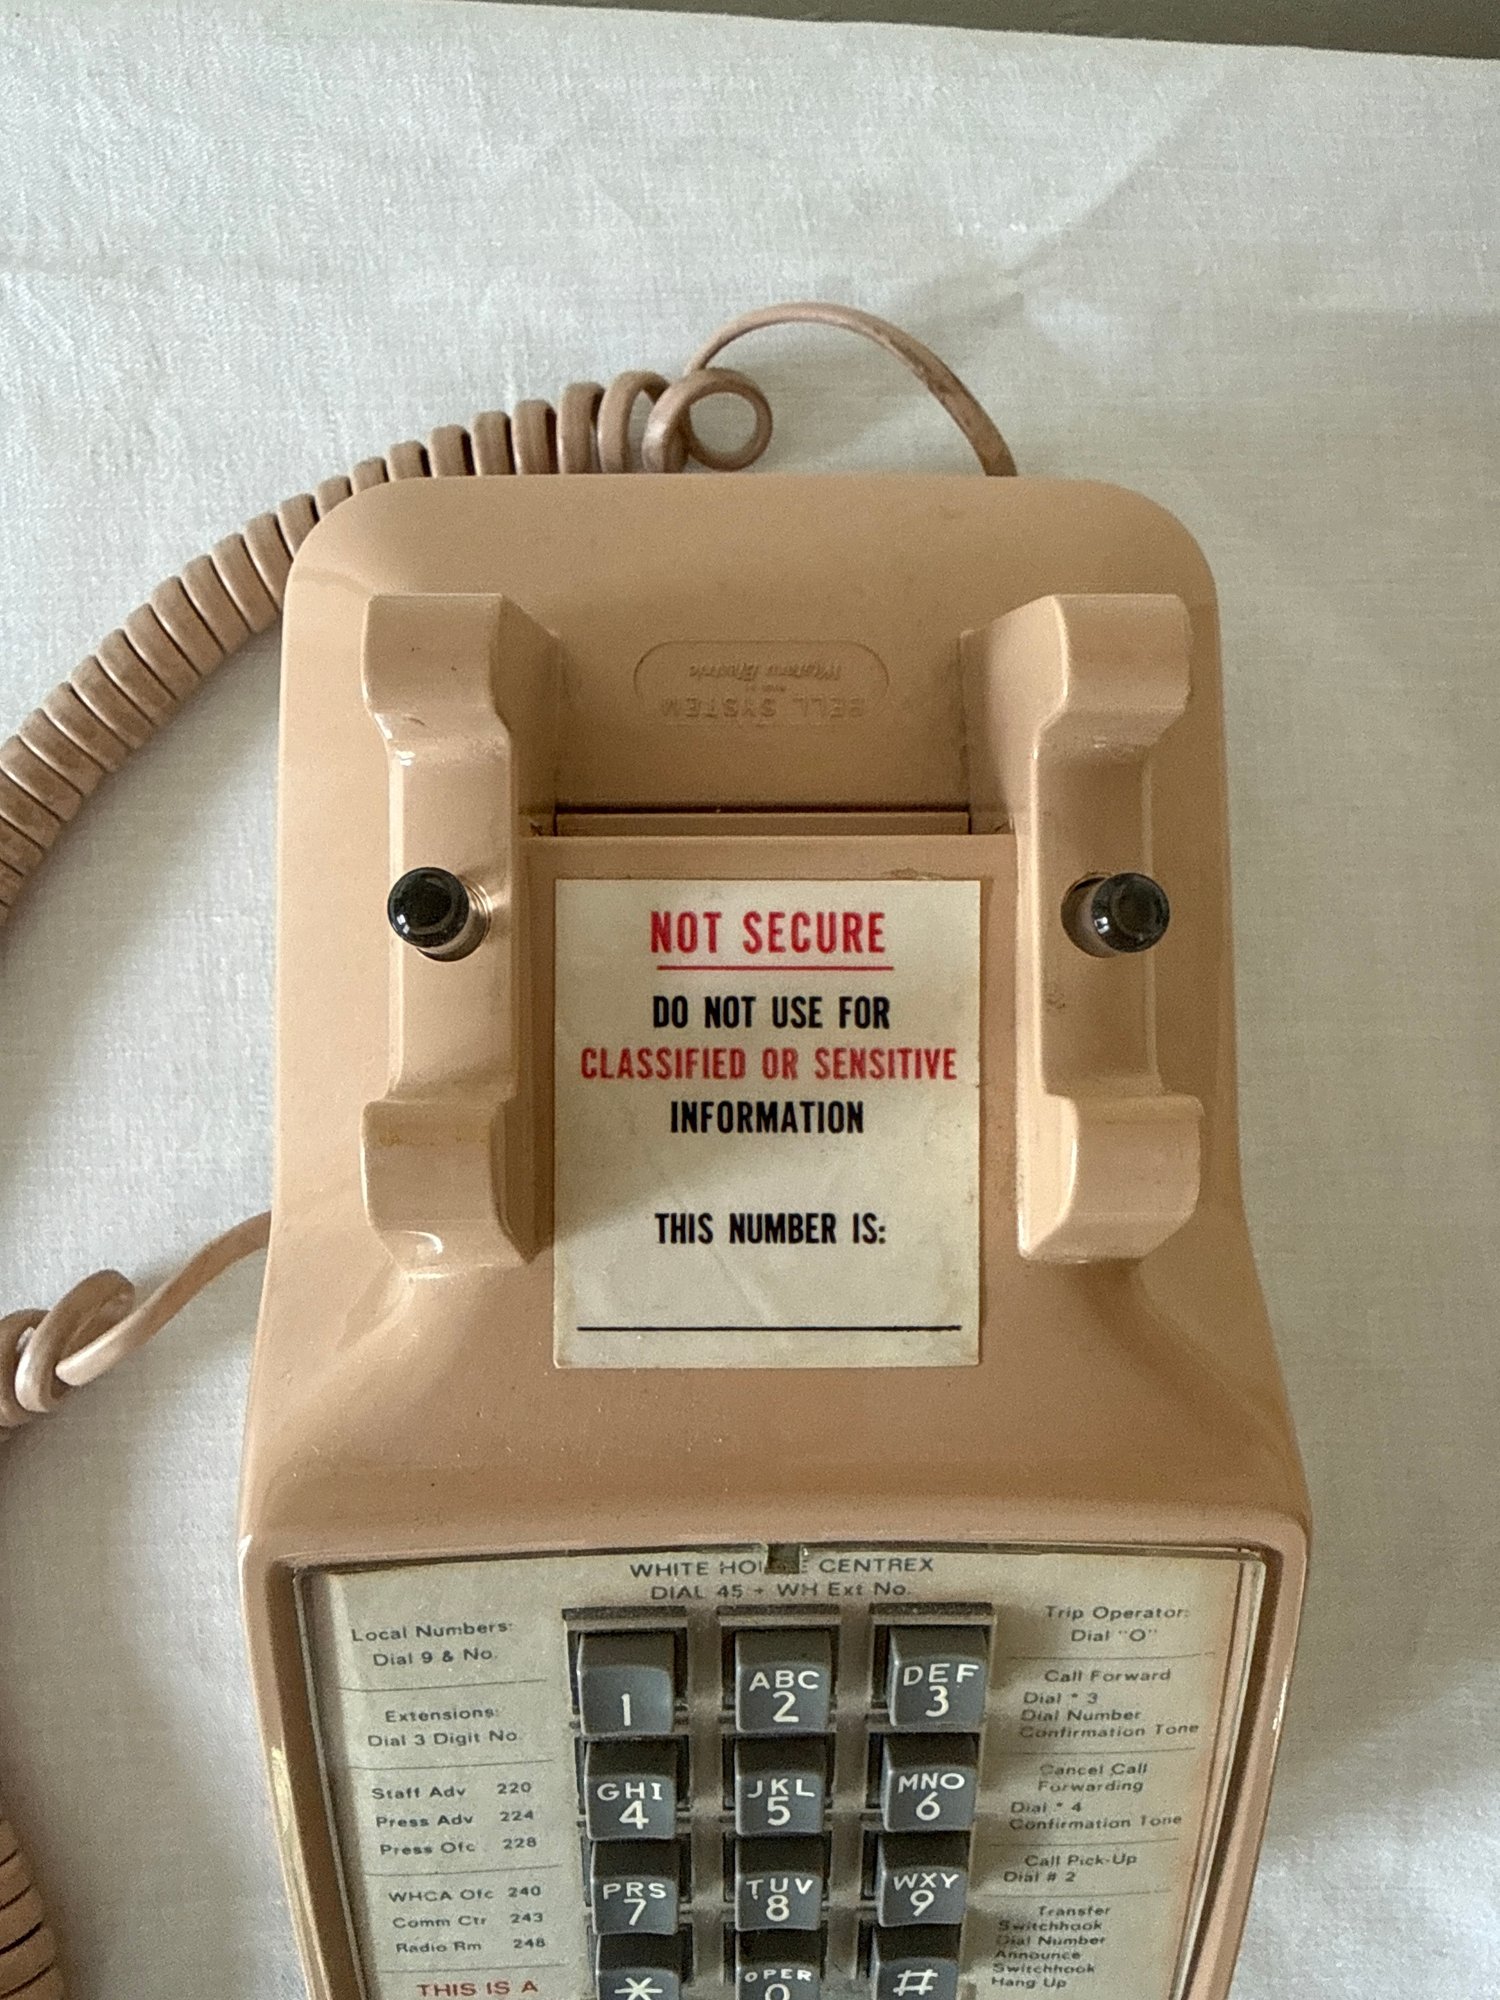 BELL SYSTEM
MADE BY
Western Electric
NOT SECURE
DO NOT USE FOR
CLASSIFIED OR SENSITIVE
INFORMATION
THIS NUMBER IS:
WHITE HOUSE CENTREX
DIAL 45 + WH Ext No.
Local Numbers:
Dial 9 & No.
Extensions:
Dial 3 Digit No.
Staff Adv 220
Press Adv 224
Press Ofc 228
WHCA Ofc 240
Comm Ctr 243
Radio Rm 248
THIS IS A
1
ABC
2
DEF
3
GHI
4
JKL
5
MNO
6
PRS
7
TUV
8
WXY
9
*
OPER
0
#
Trip Operator:
Dial "O"
Call Forward
Dial * 3
Dial Number
Confirmation Tone
Cancel Call
Forwarding
Dial * 4
Confirmation Tone
Call Pick-Up
Dial # 2
Transfer
Switchhook
Dial Number
Announce
Switchhook
Hang Up